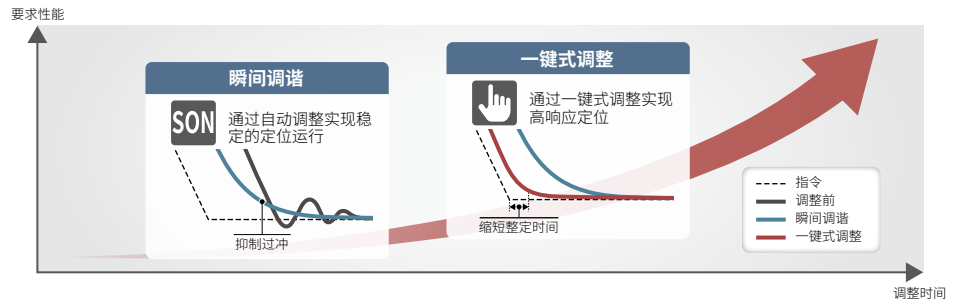 要求性能
瞬间调谐
SON
通过自动调整实现稳
定的定位运行
抑制过冲
一键式调整
通过一键式调整实现
高响应定位
缩短整定时间
指令
调整前
瞬间调谐
一键式调整
调整时间